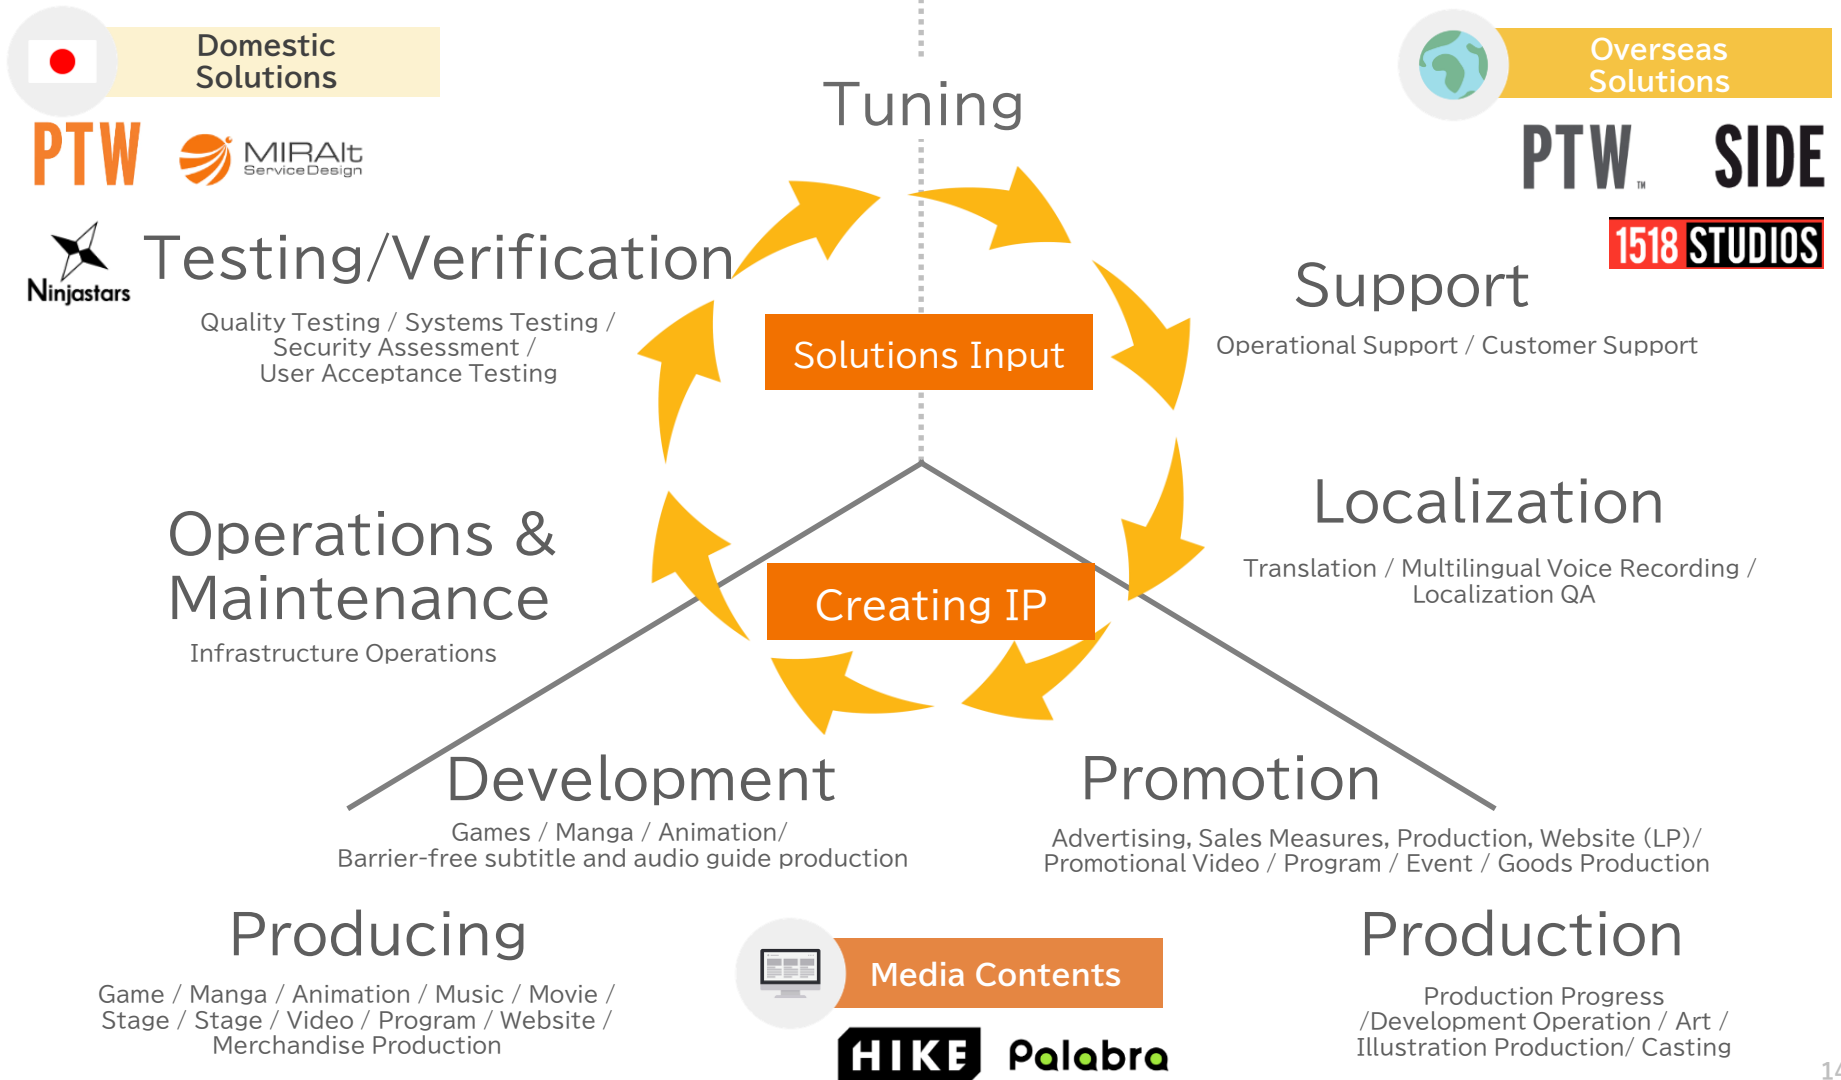 Domestic
Solutions
PTW
MIRAIt
Service Design
Ninjastars
Tuning
Overseas
Solutions
PTW™
SIDE
1518 STUDIOS
Testing/Verification
Quality Testing / Systems Testing /
Security Assessment /
User Acceptance Testing
Solutions Input
Support
Operational Support / Customer Support
Operations &
Maintenance
Infrastructure Operations
Localization
Translation / Multilingual Voice Recording /
Localization QA
Creating IP
Development
Games / Manga / Animation/
Barrier-free subtitle and audio guide production
Promotion
Advertising, Sales Measures, Production, Website (LP)/
Promotional Video / Program / Event / Goods Production
Producing
Game / Manga / Animation / Music / Movie /
Stage / Stage / Video / Program / Website /
Merchandise Production
Media Contents
HIKE
Palabra
Production
Production Progress
/Development Operation / Art /
Illustration Production/ Casting
14